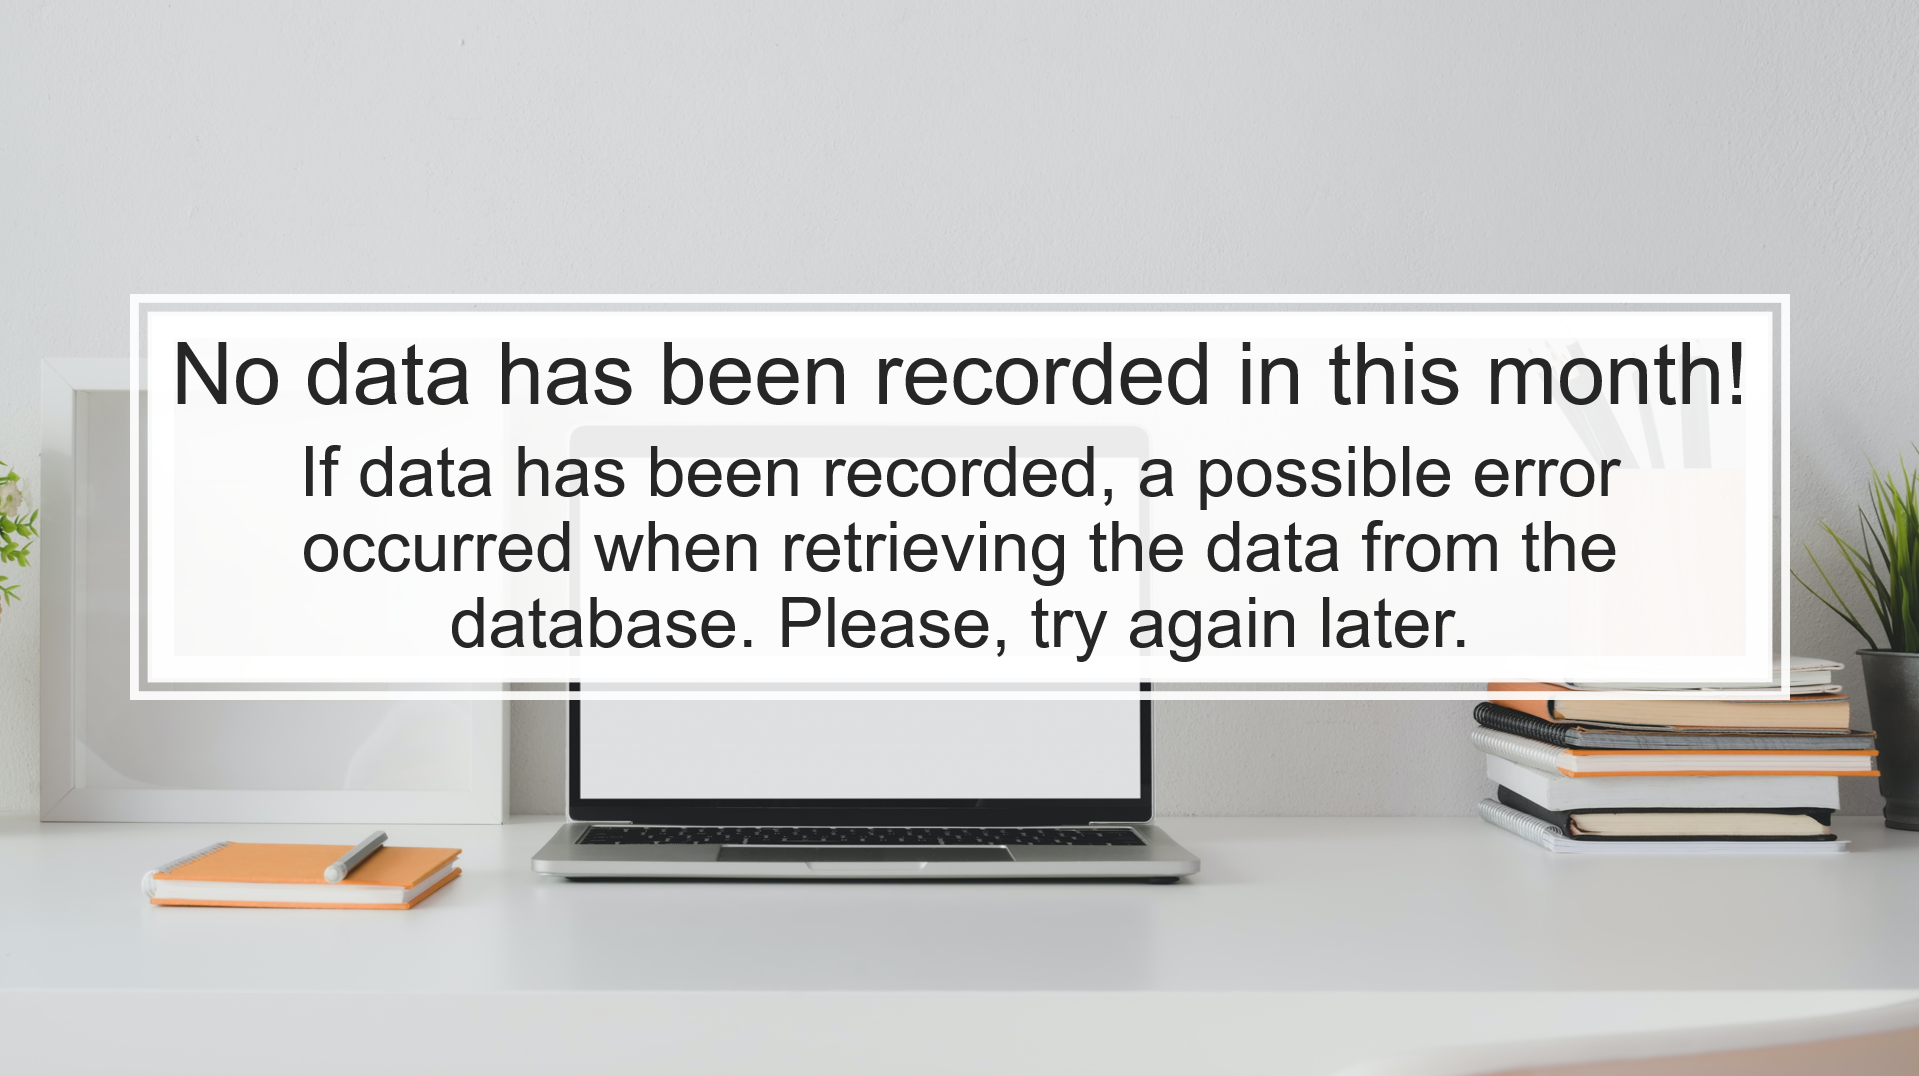 No data has been recorded in this month!
If data has been recorded, a possible error
occurred when retrieving the data from the
database. Please, try again later.